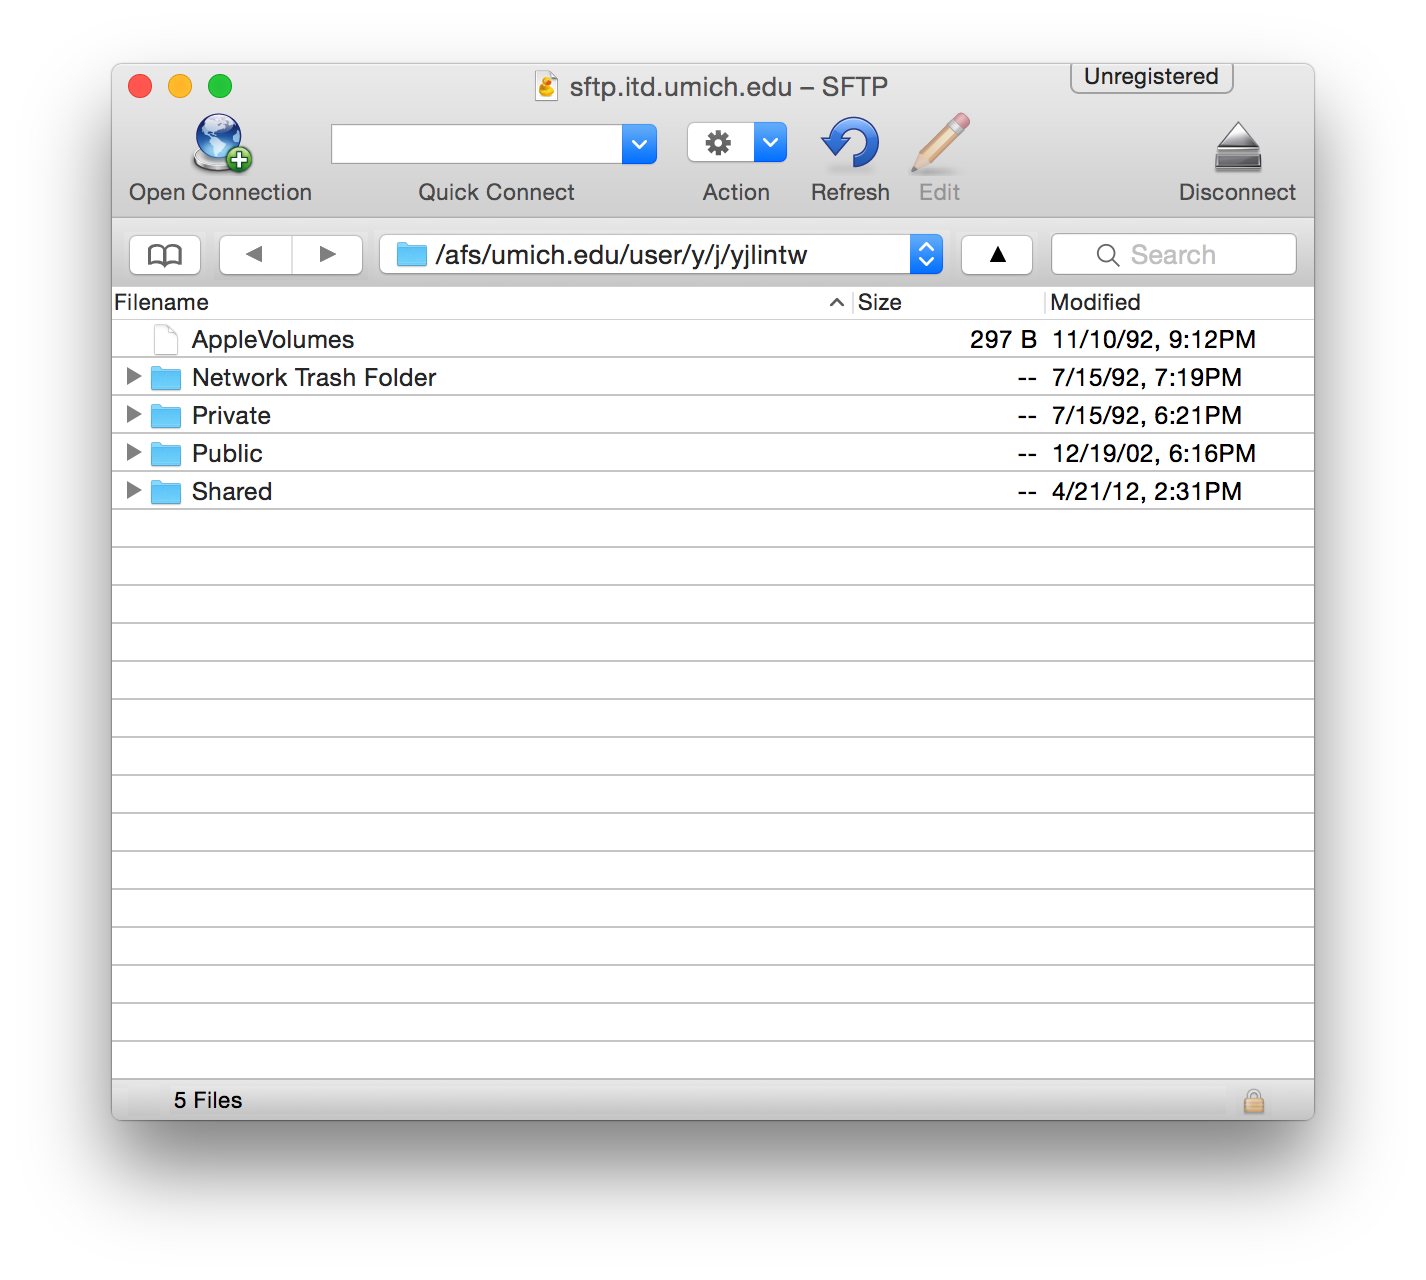 sftp.itd.umich.edu – SFTP
Unregistered
Open Connection
Quick Connect
Action
Refresh
Edit
Disconnect
/afs/umich.edu/user/y/j/yjlintw
Search
Filename Size Modified
AppleVolumes 297 B 11/10/92, 9:12PM
Network Trash Folder -- 7/15/92, 7:19PM
Private -- 7/15/92, 6:21PM
Public -- 12/19/02, 6:16PM
Shared -- 4/21/12, 2:31PM
5 Files